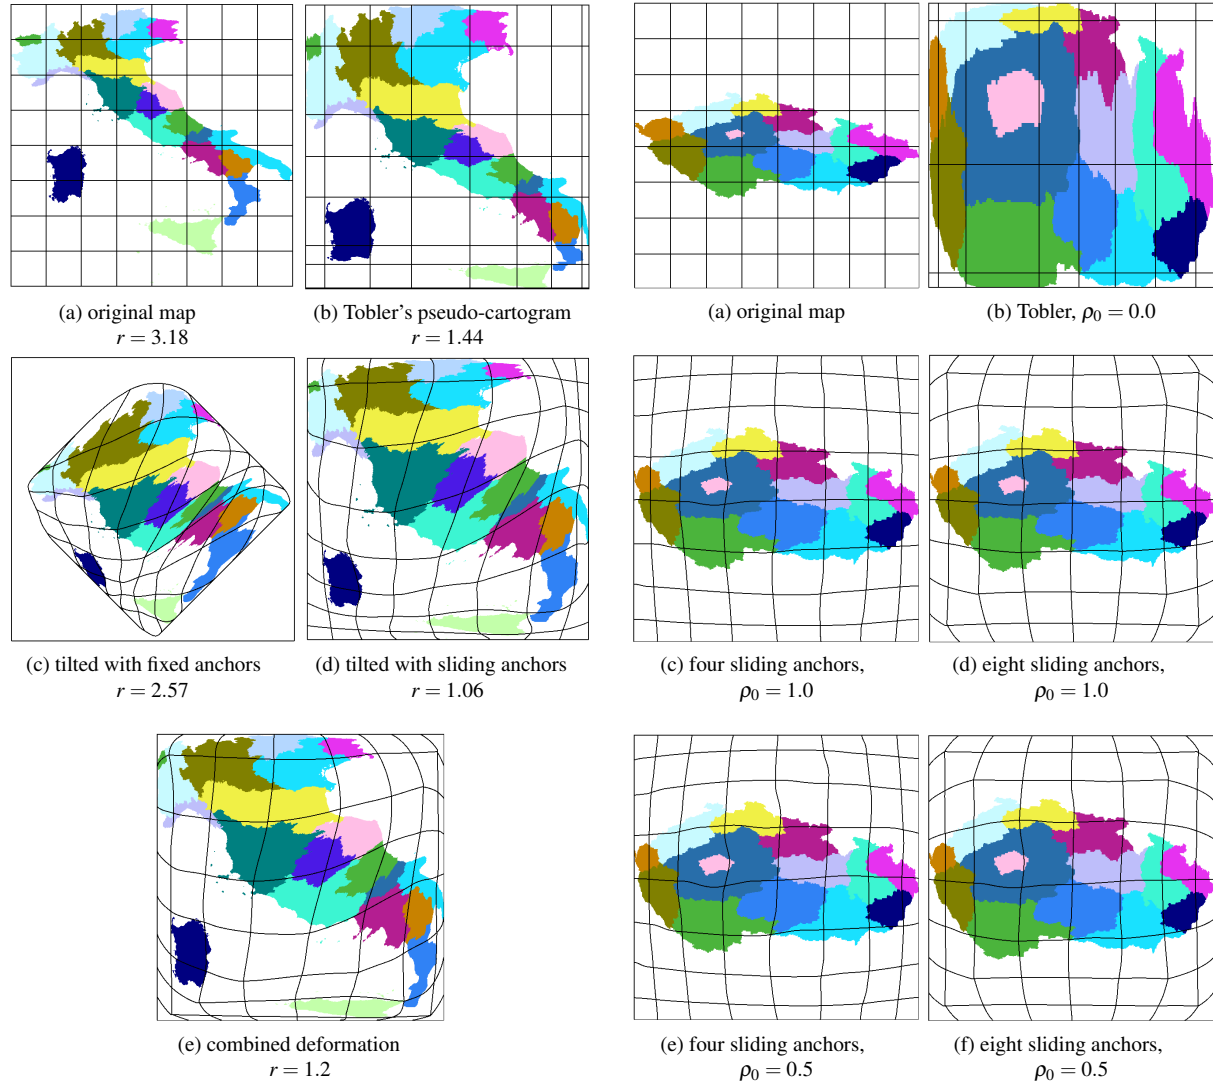 (a) original map
r = 3.18
(b) Tobler's pseudo-cartogram
r = 1.44
(c) tilted with fixed anchors
r = 2.57
(d) tilted with sliding anchors
r = 1.06
(e) combined deformation
r = 1.2
(a) original map
(b) Tobler, ρ₀ = 0.0
(c) four sliding anchors,
ρ₀ = 1.0
(d) eight sliding anchors,
ρ₀ = 1.0
(e) four sliding anchors,
ρ₀ = 0.5
(f) eight sliding anchors,
ρ₀ = 0.5